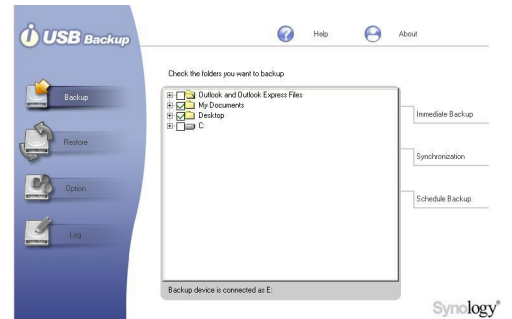 i USB Backup
Help
About
Check the folders you want to backup
Backup
Restore
Option
Log
Outlook and Outlook Express Files
My Documents
Desktop
C:
Immediate Backup
Synchronization
Schedule Backup
Backup device is connected as E:
Synology®